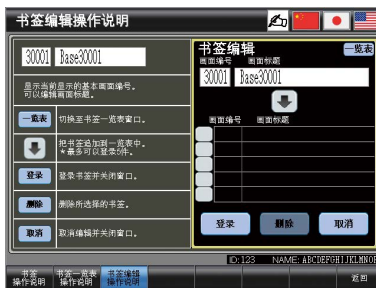 书签编辑操作说明
30001 Base30001
显示当前显示的基本画面编号。
可以编辑画面标题。
一览表 切换至书签一览表窗口。
把书签追加到一览表中。
*最多可以登录5件。
登录 登录书签并关闭窗口。
删除 删除所选择的书签。
取消 取消编辑并关闭窗口。
书签编辑 一览表
画面编号 画面标题
30001 Base30001
画面编号 画面标题
登录 删除 取消
ID:123 NAME: ABCDEFGHIJKLMNOP
书签
操作说明
书签一览表
操作说明
书签编辑
操作说明
返回